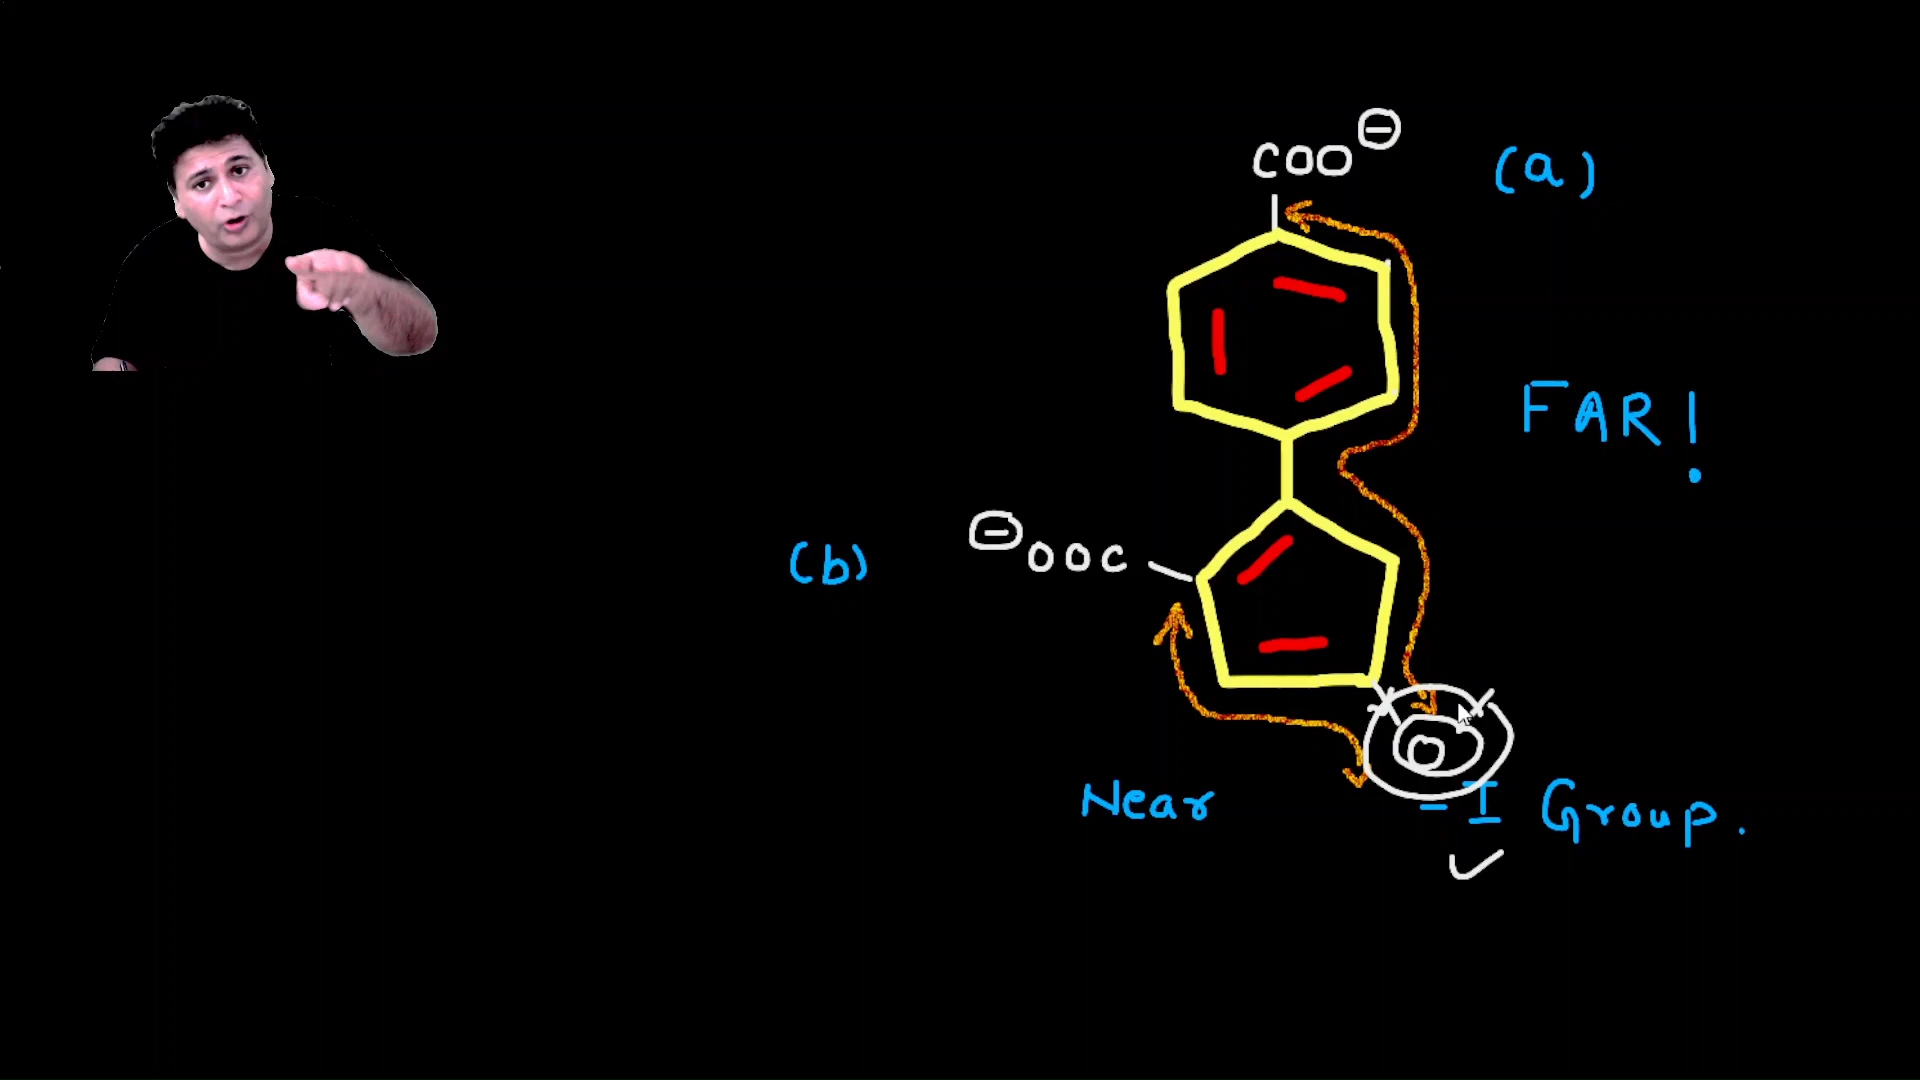 COO⊖
(a)
FAR!
(b)
⊖OOC
O
Near
-I Group.